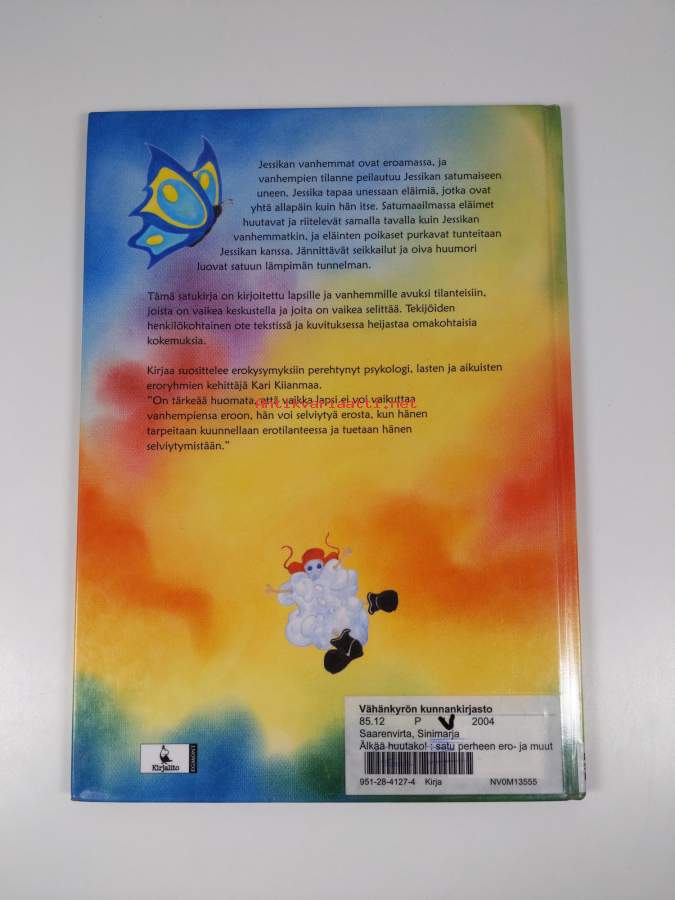 Jessikan vanhemmat ovat eroamassa, ja
vanhempien tilanne peilautuu Jessikan satumaiseen
uneen. Jessika tapaa unessaan eläimiä, jotka ovat
yhtä allapäin kuin hän itse. Satumaailmassa eläimet
huutavat ja riitelevät samalla tavalla kuin Jessikan
vanhemmatkin, ja eläinten poikaset purkavat tunteitaan
Jessikan kanssa. Jännittävät seikkailut ja oiva huumori
luovat satuun lämpimän tunnelman.
Tämä satukirja on kirjoitettu lapsille ja vanhemmille avuksi tilanteisiin,
joista on vaikea keskustella ja joita on vaikea selittää. Tekijöiden
henkilökohtainen ote tekstissä ja kuvituksessa heijastaa omakohtaisia
kokemuksia.
Kirjaa suosittelee erokysymyksiin perehtynyt psykologi, lasten ja aikuisten
eroryhmien kehittäjä Kari Kiianmaa.
"On tärkeää huomata, että vaikka lapsi ei voi vaikuttaa
Antikvariaatti.net
vanhempiensa eroon, hän voi selviytyä erosta, kun hänen
tarpeitaan kuunnellaan erotilanteessa ja tuetaan hänen
selviytymistään."
Vähänkyrön kunnankirjasto
85.12 P 2004
Saarenvirta, Sinimarja
Älkää huutako! : satu perheen ero- ja muut
951-28-4127-4 Kirja NV0M13555
Kirjalito
EGMONT